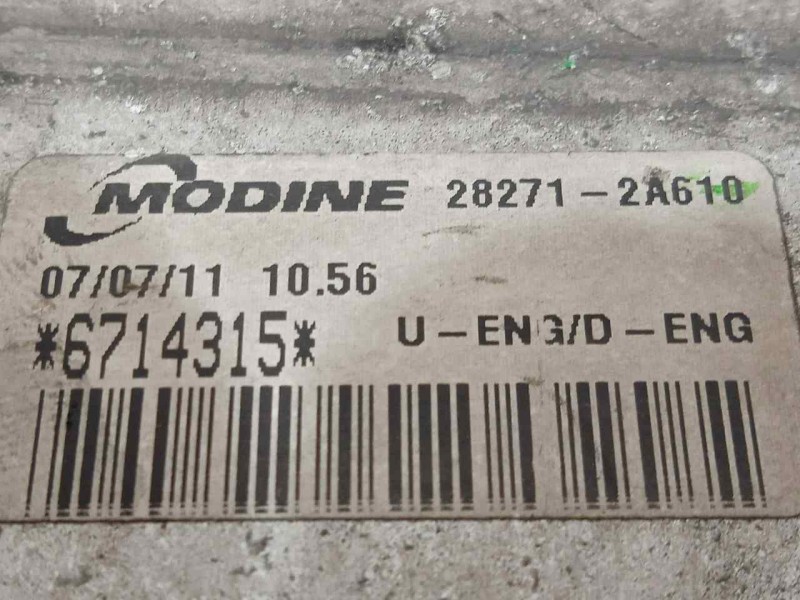 MODINE 28271-2A610
07/07/11 10.56
*6714315* U-ENG/D-ENG